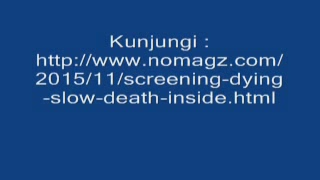 Kunjungi :
http://www.nomagz.com/
2015/11/screening-dying
-slow-death-inside.html